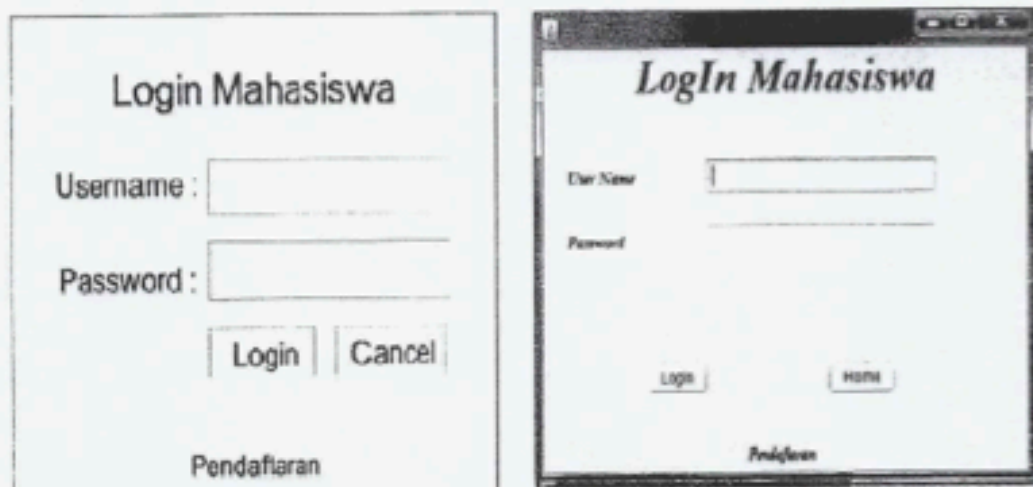 Login Mahasiswa
Username :
Password :
Login Cancel
Pendaftaran
LogIn Mahasiswa
User Name
Password
Login Home
Pendaftaran